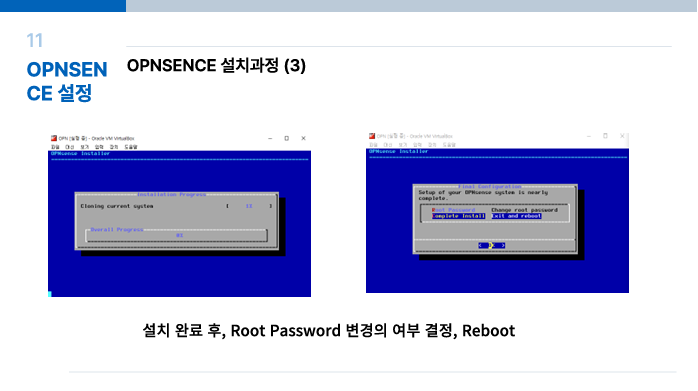 11
OPNSEN
CE 설정
OPNSENCE 설치과정 (3)
OPN [실행 중] - Oracle VM VirtualBox
파일 머신 보기 입력 장치 도움말
OPNsense Installer
Installation Progress
Cloning current system
Overall Progress
OPN [실행 중] - Oracle VM VirtualBox
파일 머신 보기 입력 장치 도움말
OPNsense Installer
Final Configuration
Setup of your OPNsense system is nearly
complete.
Root Password Change root password
Complete Install Exit and reboot
설치 완료 후, Root Password 변경의 여부 결정, Reboot